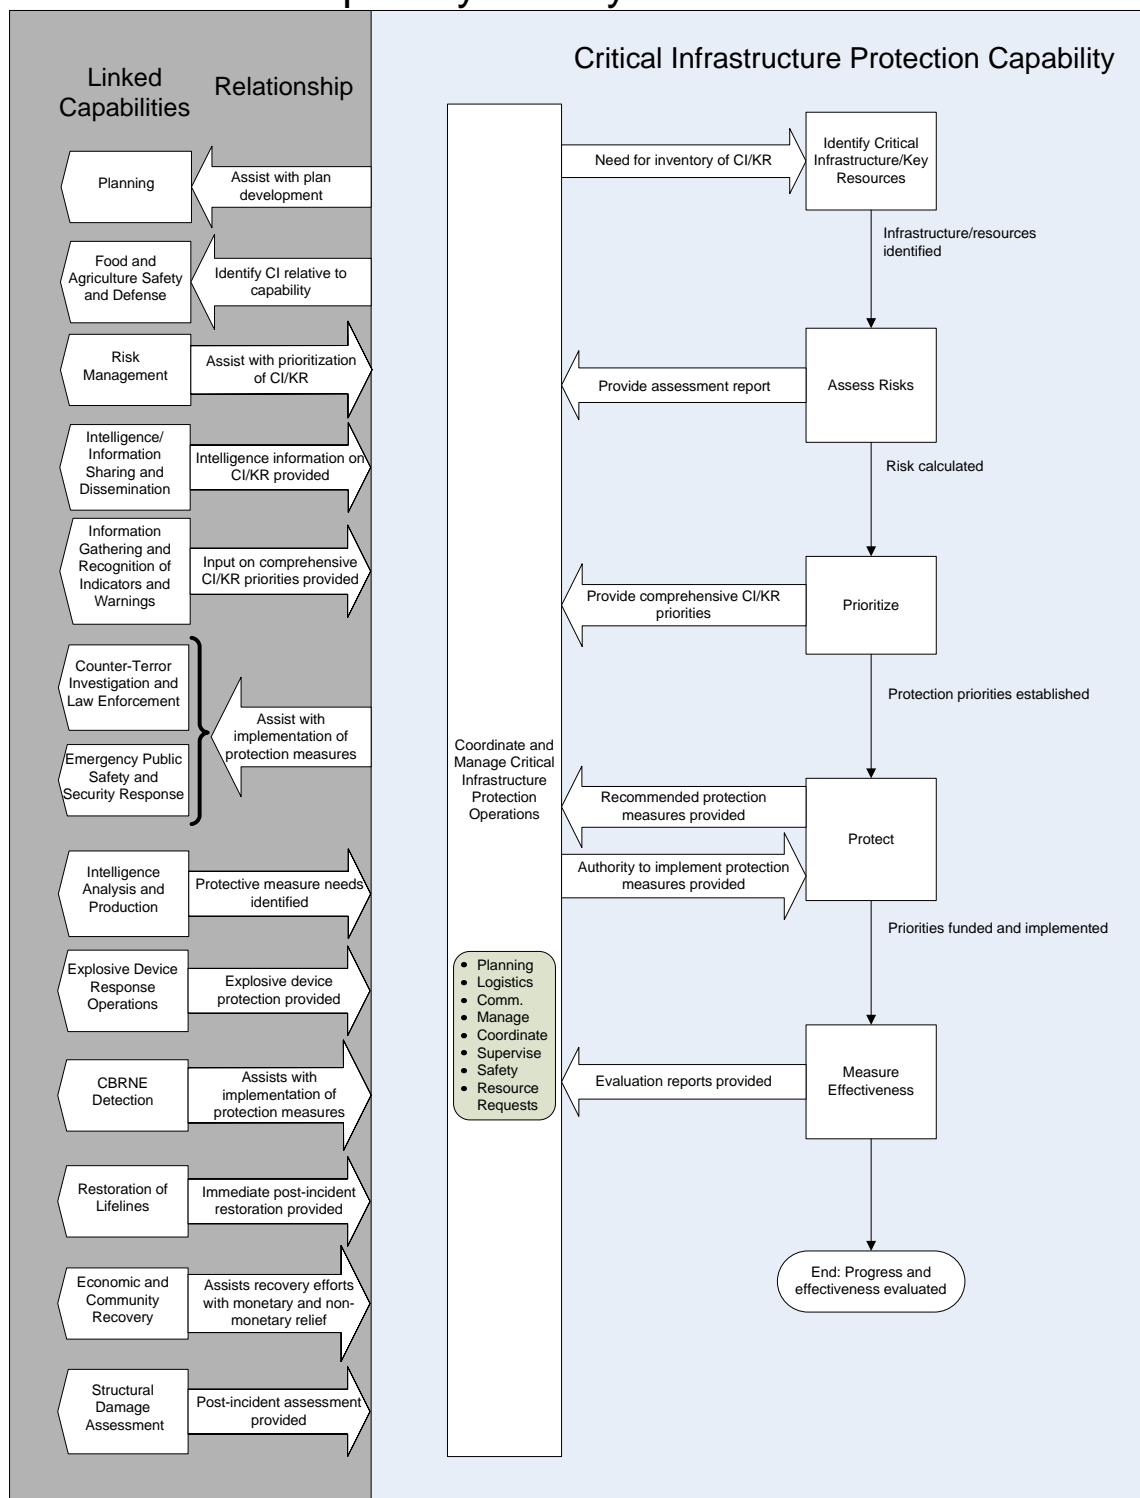 Critical Infrastructure Protection Capability
Linked
Capabilities
Relationship
Planning
Assist with plan
development
Food and
Agriculture Safety
and Defense
Identify CI relative to
capability
Risk
Management
Assist with prioritization
of CI/KR
Intelligence/
Information
Sharing and
Dissemination
Intelligence information on
CI/KR provided
Information
Gathering and
Recognition of
Indicators and
Warnings
Input on comprehensive
CI/KR priorities provided
Counter-Terror
Investigation and
Law Enforcement
Emergency Public
Safety and
Security Response
Assist with
implementation of
protection measures
Intelligence
Analysis and
Production
Protective measure needs
identified
Explosive Device
Response
Operations
Explosive device
protection provided
CBRNE
Detection
Assists with
implementation of
protection measures
Restoration of
Lifelines
Immediate post-incident
restoration provided
Economic and
Community
Recovery
Assists recovery efforts
with monetary and non-
monetary relief
Structural
Damage
Assessment
Post-incident assessment
provided
Coordinate and
Manage Critical
Infrastructure
Protection
Operations
• Planning
• Logistics
• Comm.
• Manage
• Coordinate
• Supervise
• Safety
• Resource
Requests
Need for inventory of CI/KR
Identify Critical
Infrastructure/Key
Resources
Infrastructure/resources
identified
Provide assessment report
Assess Risks
Risk calculated
Provide comprehensive CI/KR
priorities
Prioritize
Protection priorities established
Recommended protection
measures provided
Authority to implement protection
measures provided
Protect
Priorities funded and implemented
Evaluation reports provided
Measure
Effectiveness
End: Progress and
effectiveness evaluated